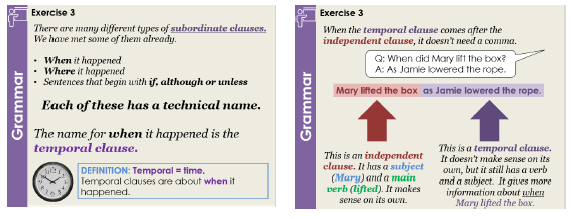 Exercise 3
Grammar
There are many different types of subordinate clauses.
We have met some of them already.
• When it happened
• Where it happened
• Sentences that begin with if, although or unless
Each of these has a technical name.
The name for when it happened is the
temporal clause.
DEFINITION: Temporal = time.
Temporal clauses are about when it
happened.
Exercise 3
Grammar
When the temporal clause comes after the
independent clause, it doesn't need a comma.
Q: When did Mary lift the box?
A: As Jamie lowered the rope.
Mary lifted the box as Jamie lowered the rope.
This is an independent
clause. It has a subject
(Mary) and a main
verb (lifted). It makes
sense on its own.
This is a temporal clause.
It doesn't make sense on its
own, but it still has a verb
and a subject. It gives more
information about when
Mary lifted the box.